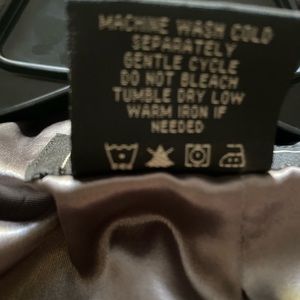 MACHINE WASH COLD
SEPARATELY
GENTLE CYCLE
DO NOT BLEACH
TUMBLE DRY LOW
WARM IRON IF
NEEDED